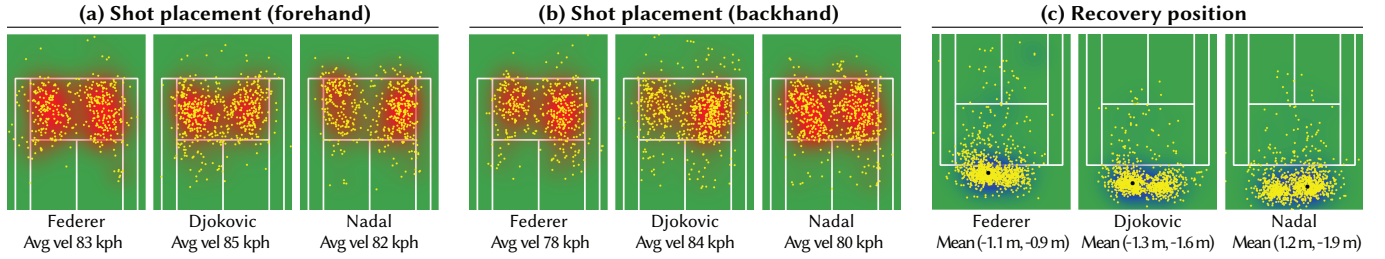 (a) Shot placement (forehand)
Federer
Avg vel 83 kph
Djokovic
Avg vel 85 kph
Nadal
Avg vel 82 kph
(b) Shot placement (backhand)
Federer
Avg vel 78 kph
Djokovic
Avg vel 84 kph
Nadal
Avg vel 80 kph
(c) Recovery position
Federer
Mean (-1.1 m, -0.9 m)
Djokovic
Mean (-1.3 m, -1.6 m)
Nadal
Mean (1.2 m, -1.9 m)